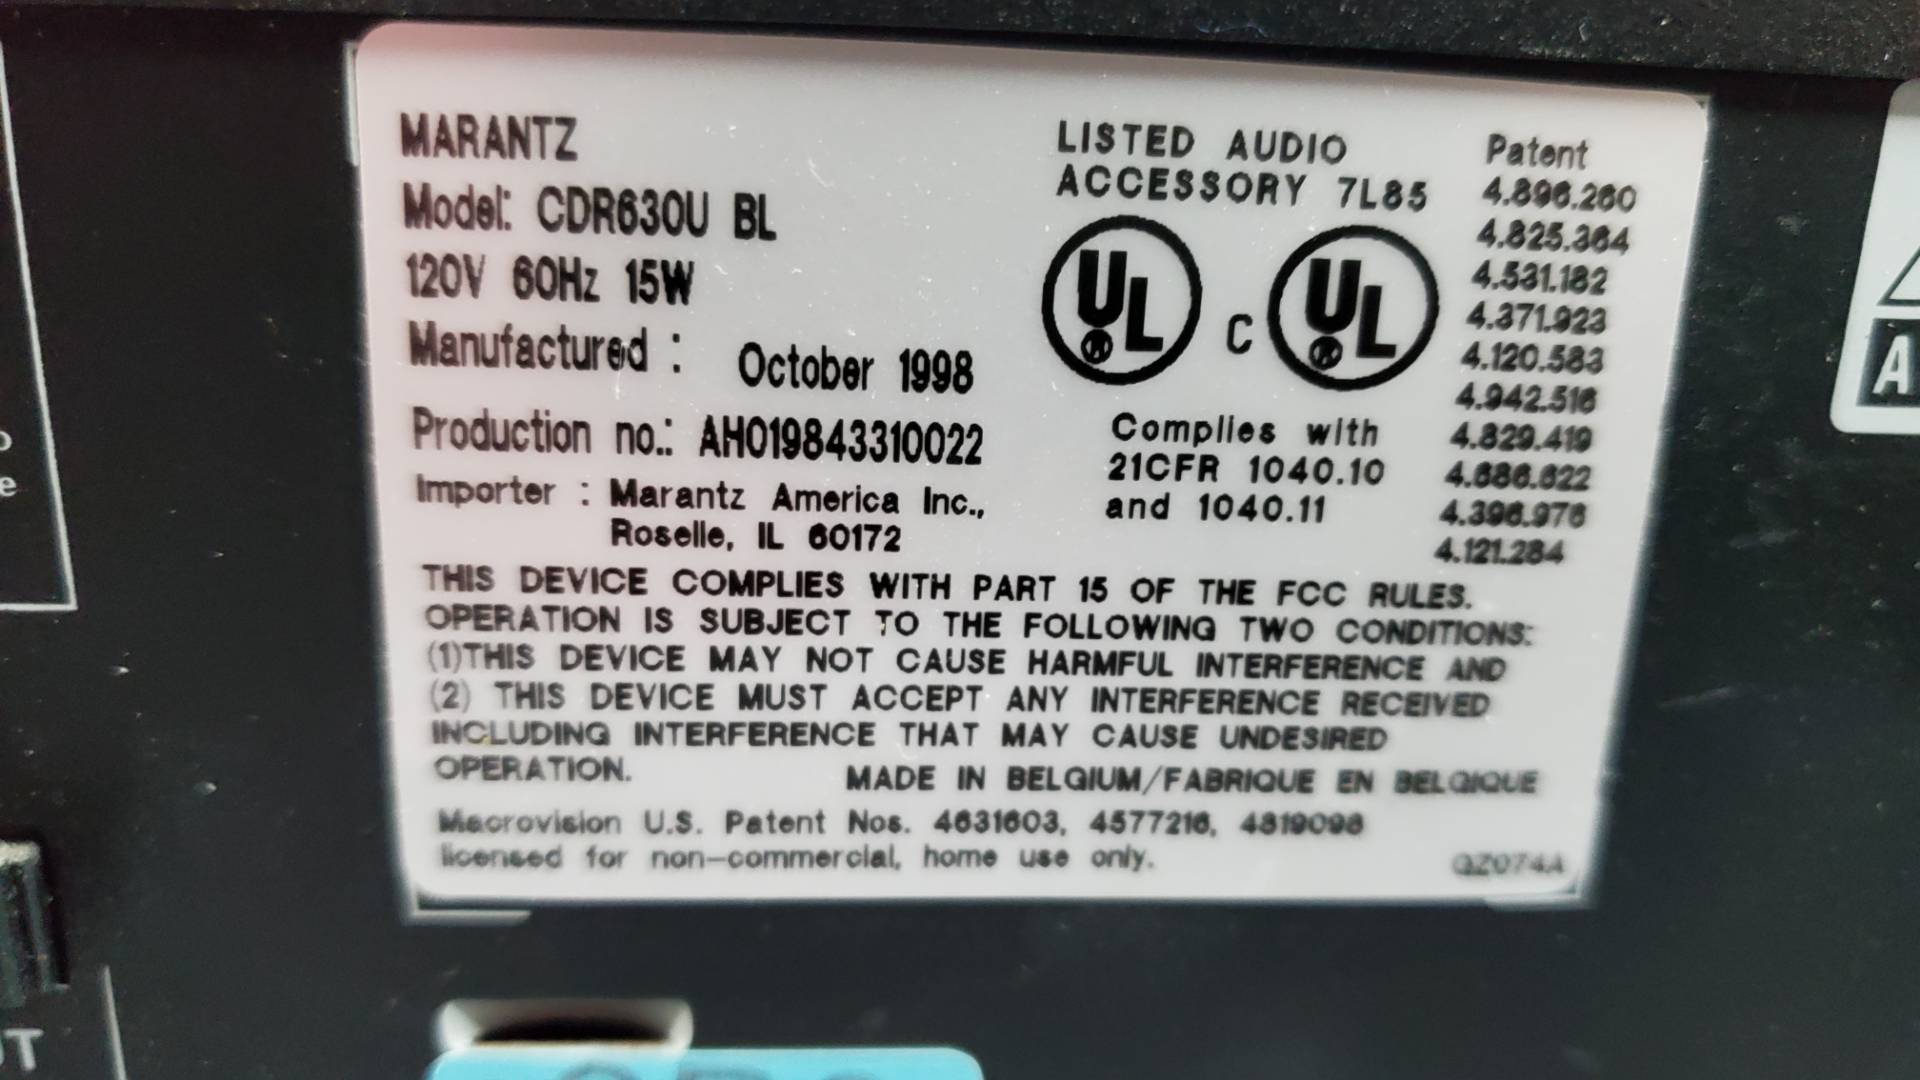 MARANTZ
Model: CDR630U BL
120V 60Hz 15W
Manufactured : October 1998
Production no.: AH019843310022
Importer : Marantz America Inc.,
Roselle, IL 60172
LISTED AUDIO
ACCESSORY 7L85
UL
C UL
Complies with
21CFR 1040.10
and 1040.11
Patent
4.896.260
4.825.364
4.531.182
4.371.923
4.120.583
4.942.516
4.829.419
4.686.622
4.396.976
4.121.284
THIS DEVICE COMPLIES WITH PART 15 OF THE FCC RULES.
OPERATION IS SUBJECT TO THE FOLLOWING TWO CONDITIONS:
(1)THIS DEVICE MAY NOT CAUSE HARMFUL INTERFERENCE AND
(2) THIS DEVICE MUST ACCEPT ANY INTERFERENCE RECEIVED
INCLUDING INTERFERENCE THAT MAY CAUSE UNDESIRED
OPERATION.
MADE IN BELGIUM/FABRIQUE EN BELGIQUE
Macrovision U.S. Patent Nos. 4631603, 4577216, 4819098
licensed for non-commercial, home use only.
QZ074A